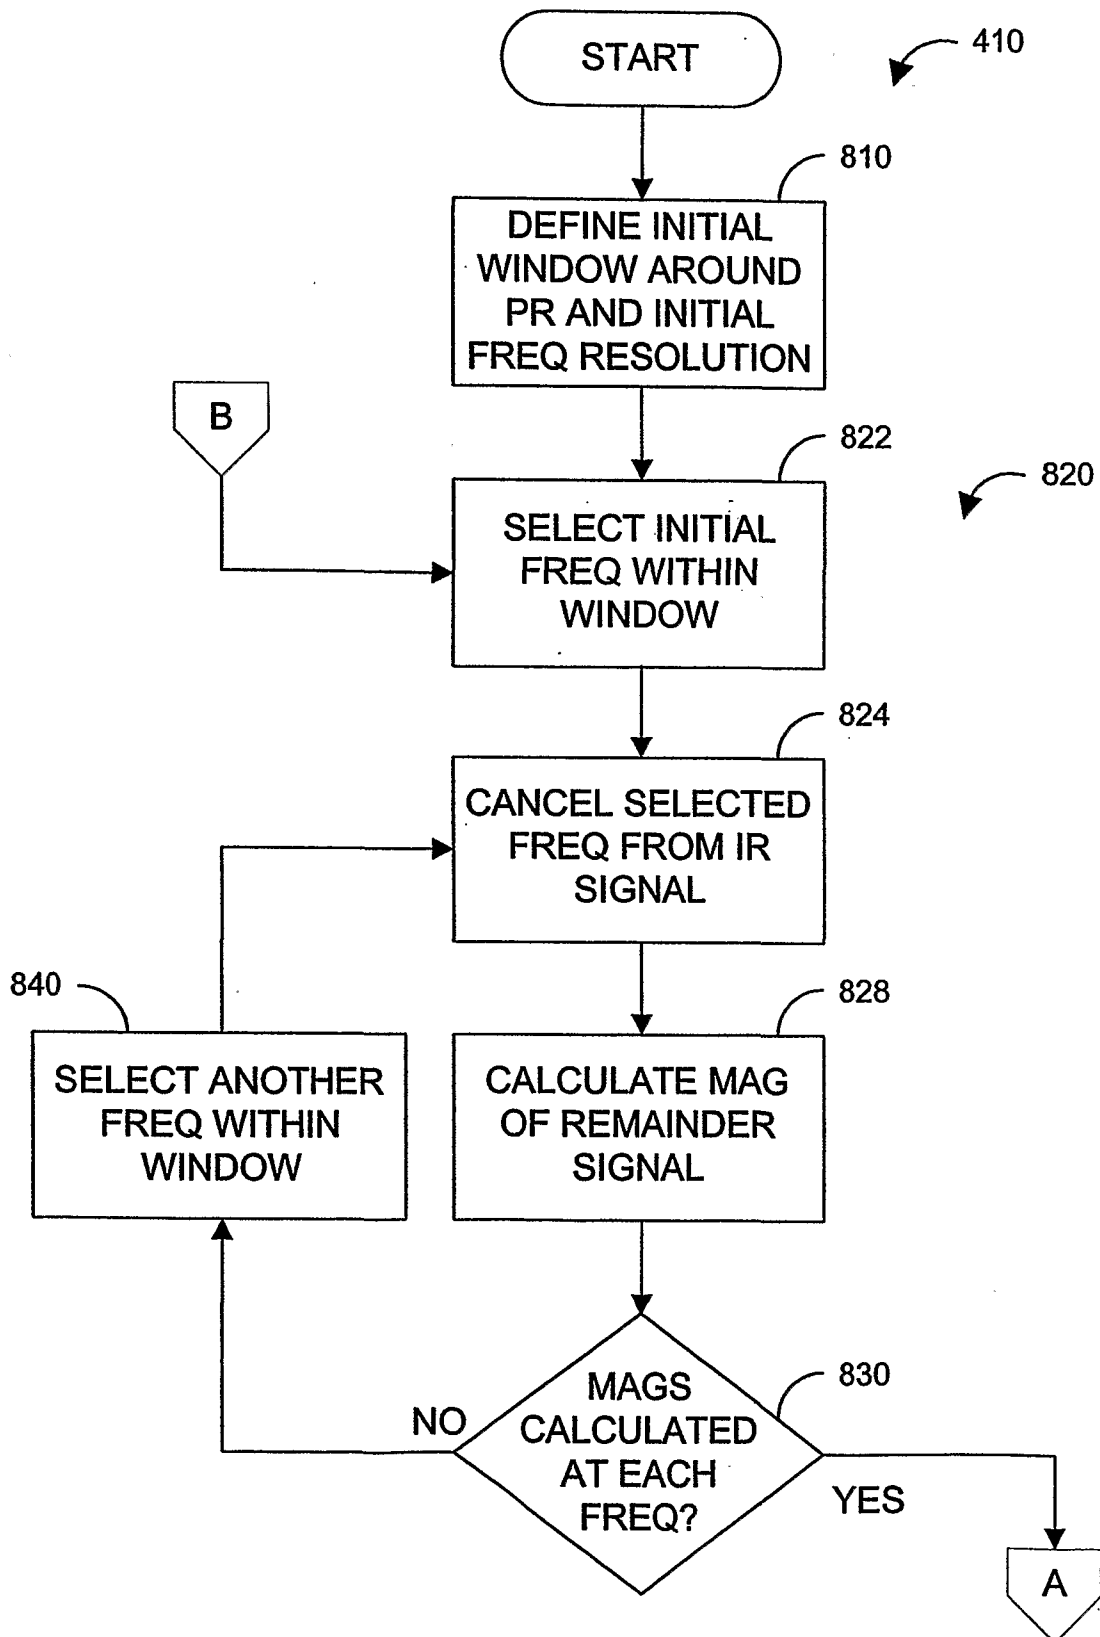 START
410
810
DEFINE INITIAL
WINDOW AROUND
PR AND INITIAL
FREQ RESOLUTION
B
822
820
SELECT INITIAL
FREQ WITHIN
WINDOW
824
CANCEL SELECTED
FREQ FROM IR
SIGNAL
840
828
SELECT ANOTHER
FREQ WITHIN
WINDOW
CALCULATE MAG
OF REMAINDER
SIGNAL
830
MAGS
CALCULATED
AT EACH
FREQ?
NO
YES
A